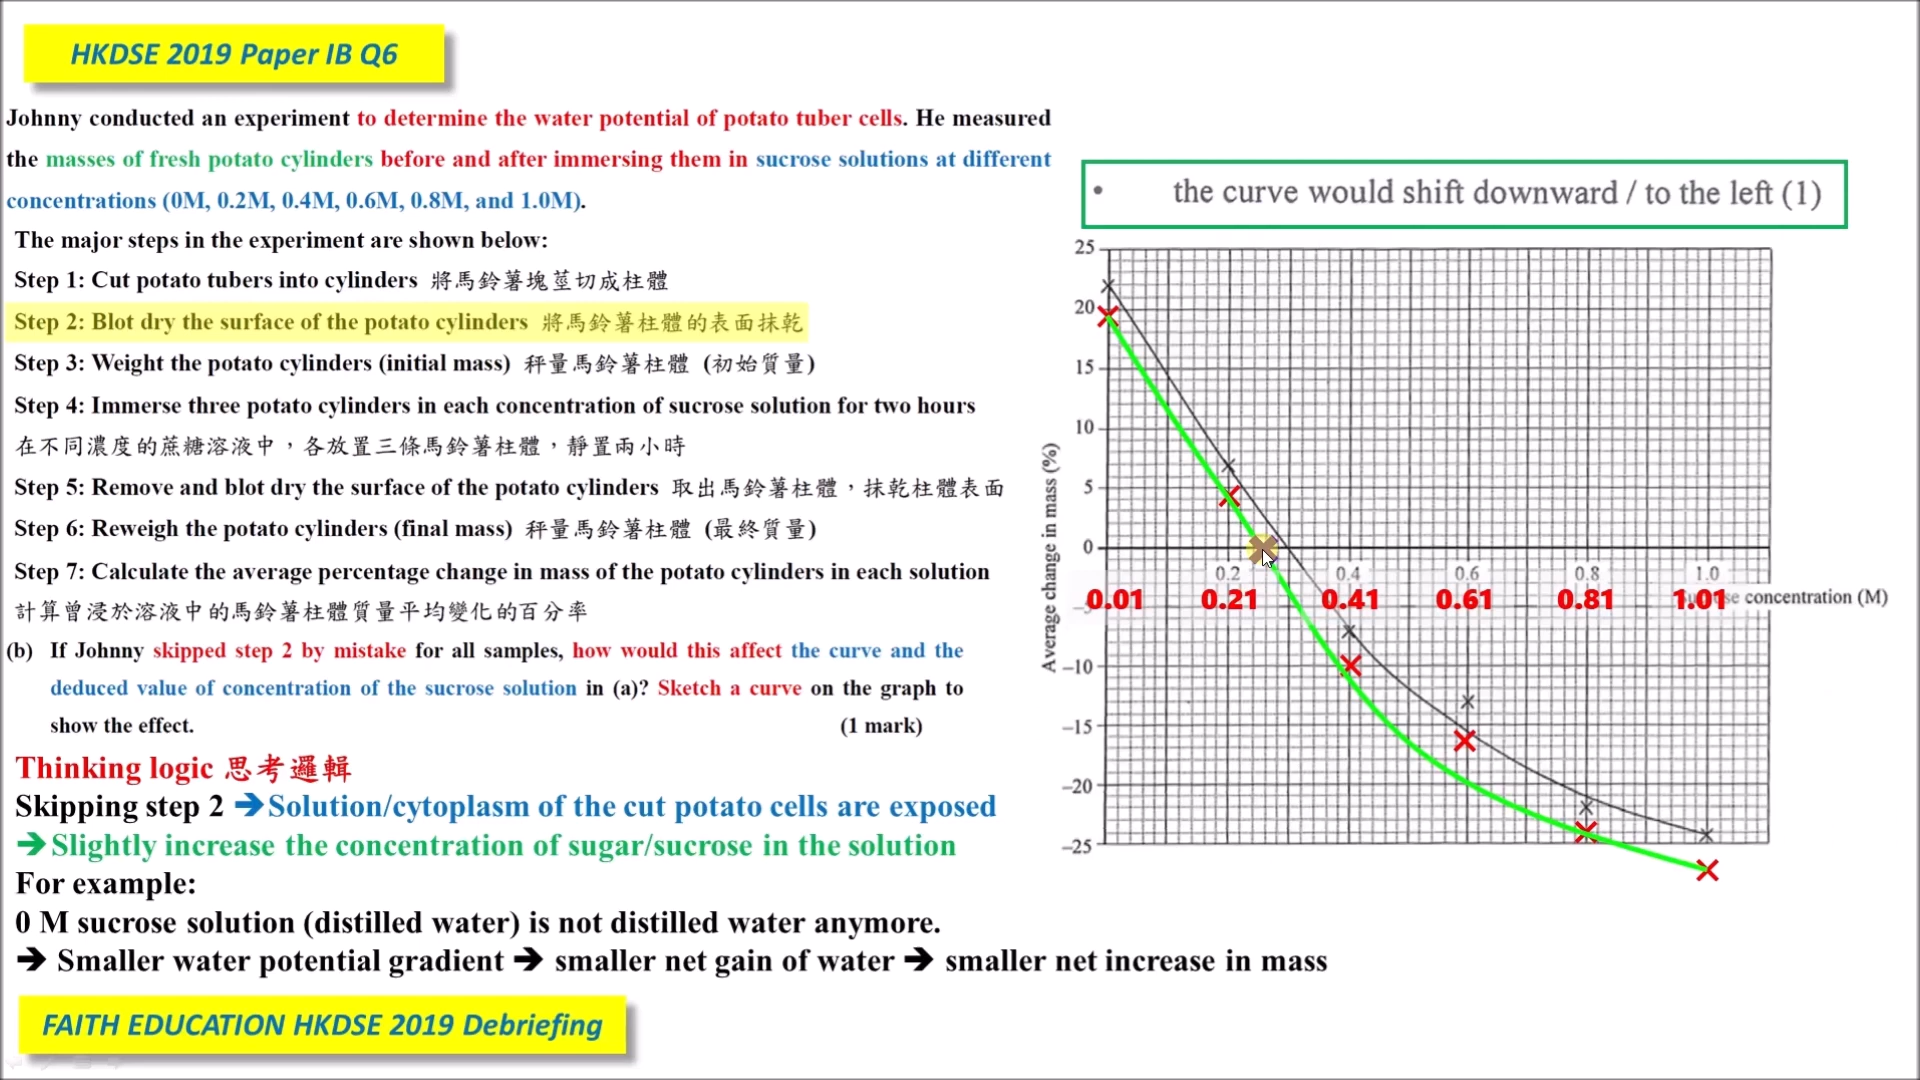 HKDSE 2019 Paper IB Q6
Johnny conducted an experiment to determine the water potential of potato tuber cells. He measured
the masses of fresh potato cylinders before and after immersing them in sucrose solutions at different
concentrations (0M, 0.2M, 0.4M, 0.6M, 0.8M, and 1.0M).
The major steps in the experiment are shown below:
Step 1: Cut potato tubers into cylinders 將馬鈴薯塊莖切成柱體
Step 2: Blot dry the surface of the potato cylinders 將馬鈴薯柱體的表面抹乾
Step 3: Weight the potato cylinders (initial mass) 秤量馬鈴薯柱體 (初始質量)
Step 4: Immerse three potato cylinders in each concentration of sucrose solution for two hours
在不同濃度的蔗糖溶液中，各放置三條馬鈴薯柱體，靜置兩小時
Step 5: Remove and blot dry the surface of the potato cylinders 取出馬鈴薯柱體，抹乾柱體表面
Step 6: Reweigh the potato cylinders (final mass) 秤量馬鈴薯柱體 (最終質量)
Step 7: Calculate the average percentage change in mass of the potato cylinders in each solution
計算曾浸於溶液中的馬鈴薯柱體質量平均變化的百分率
(b) If Johnny skipped step 2 by mistake for all samples, how would this affect the curve and the
deduced value of concentration of the sucrose solution in (a)? Sketch a curve on the graph to
show the effect. (1 mark)
Thinking logic 思考邏輯
Skipping step 2 ➔Solution/cytoplasm of the cut potato cells are exposed
➔Slightly increase the concentration of sugar/sucrose in the solution
For example:
0 M sucrose solution (distilled water) is not distilled water anymore.
➔ Smaller water potential gradient ➔ smaller net gain of water ➔ smaller net increase in mass
FAITH EDUCATION HKDSE 2019 Debriefing
• the curve would shift downward / to the left (1)
Average change in mass (%)
25
20
15
10
5
0
−5
−10
−15
−20
−25
0.2 0.4 0.6 0.8 1.0
0.01 0.21 0.41 0.61 0.81 1.01
concentration (M)